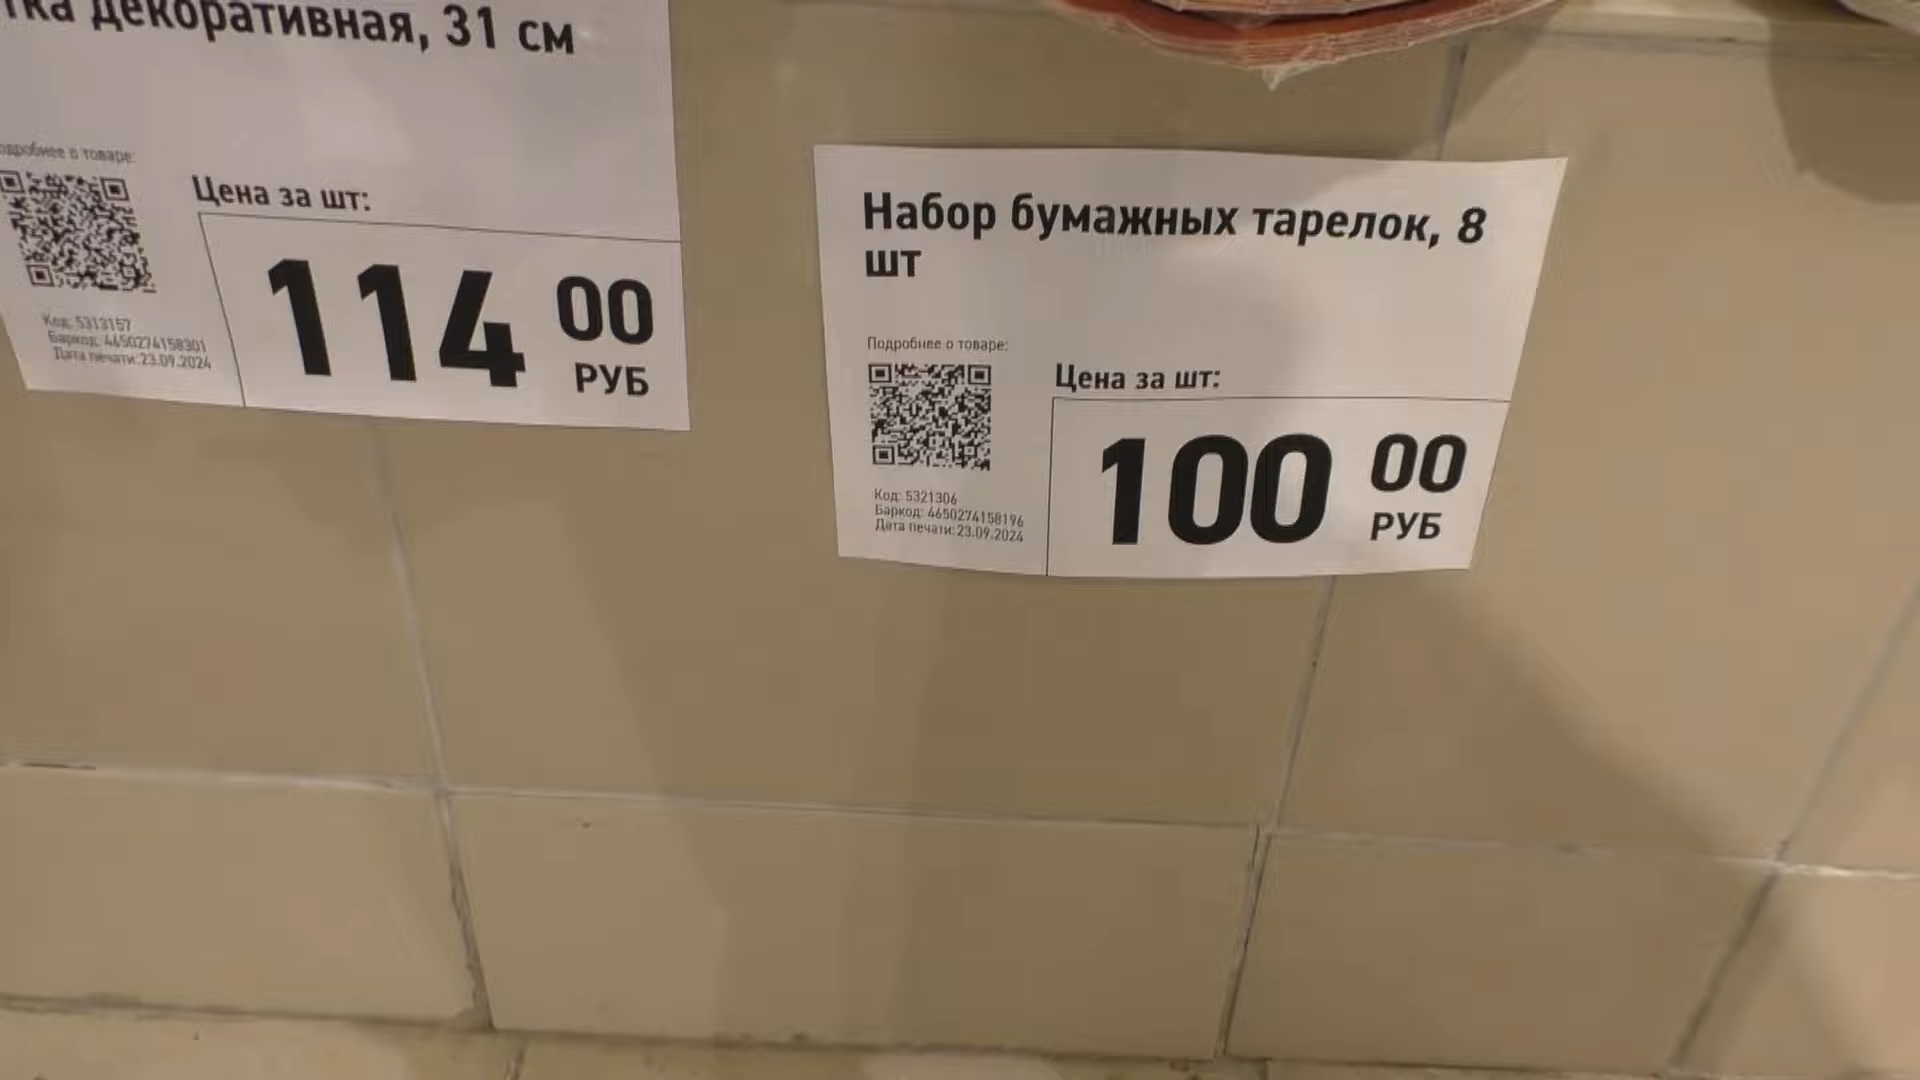 декоративная, 31 см
Подробнее о товаре:
Цена за шт:
114 00
РУБ
Код: 5313157
Баркод: 4650274158301
Дата печати: 23.09.2024
Набор бумажных тарелок, 8
шт
Подробнее о товаре:
Цена за шт:
100 00
РУБ
Код: 5321306
Баркод: 4650274158196
Дата печати: 23.09.2024